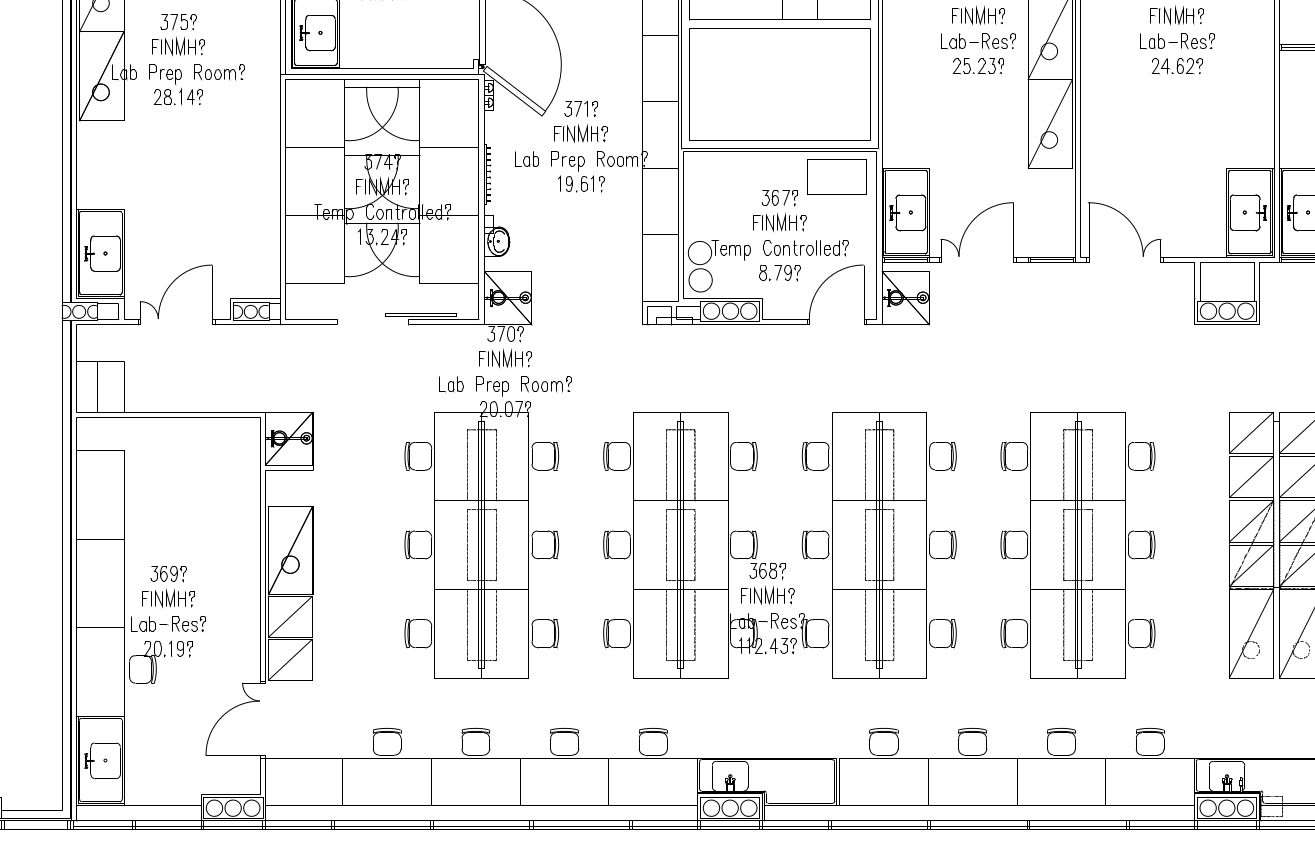 375?
FINMH?
Lab Prep Room?
28.14?
FINMH?
Lab-Res?
25.23?
FINMH?
Lab-Res?
24.62?
371?
FINMH?
Lab Prep Room?
19.61?
374?
FINMH?
Temp Controlled?
13.24?
367?
FINMH?
Temp Controlled?
8.79?
370?
FINMH?
Lab Prep Room?
20.07?
369?
FINMH?
Lab-Res?
20.19?
368?
FINMH?
Lab-Res?
112.43?